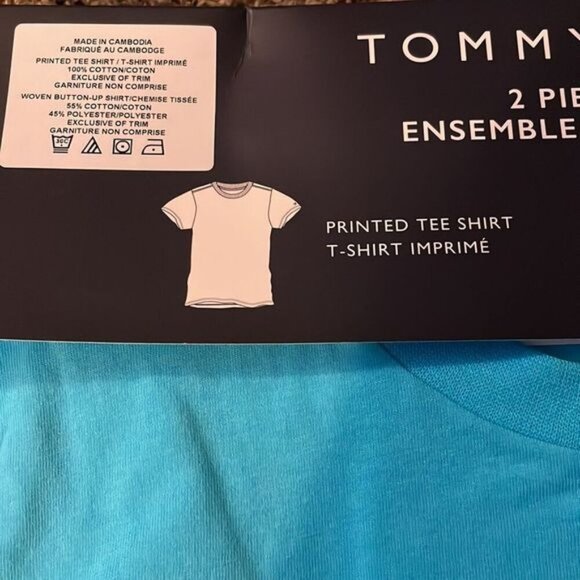 MADE IN CAMBODIA
FABRIQUÉ AU CAMBODGE
PRINTED TEE SHIRT / T-SHIRT IMPRIMÉ
100% COTTON/COTON
EXCLUSIVE OF TRIM
GARNITURE NON COMPRISE
WOVEN BUTTON-UP SHIRT/CHEMISE TISSÉE
55% COTTON/COTON
45% POLYESTER/POLYESTER
EXCLUSIVE OF TRIM
GARNITURE NON COMPRISE
30C
TOMMY
2 PIE
ENSEMBLE
PRINTED TEE SHIRT
T-SHIRT IMPRIMÉ